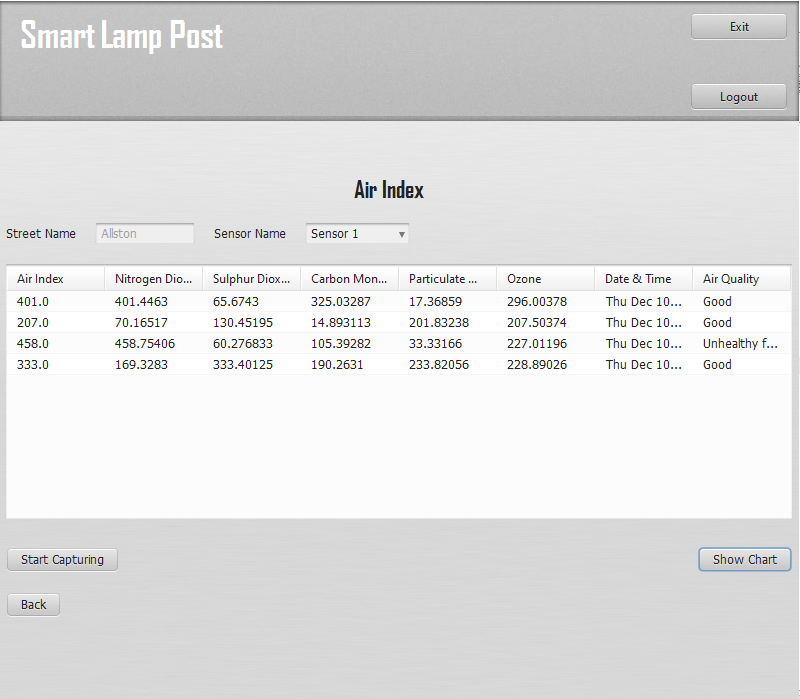 Smart Lamp Post
Exit
Logout
Air Index
Street Name Allston Sensor Name Sensor 1
Air Index Nitrogen Dio... Sulphur Diox... Carbon Mon... Particulate ... Ozone Date & Time Air Quality
401.0 401.4463 65.6743 325.03287 17.36859 296.00378 Thu Dec 10... Good
207.0 70.16517 130.45195 14.893113 201.83238 207.50374 Thu Dec 10... Good
458.0 458.75406 60.276833 105.39282 33.33166 227.01196 Thu Dec 10... Unhealthy f...
333.0 169.3283 333.40125 190.2631 233.82056 228.89026 Thu Dec 10... Good
Start Capturing Show Chart
Back